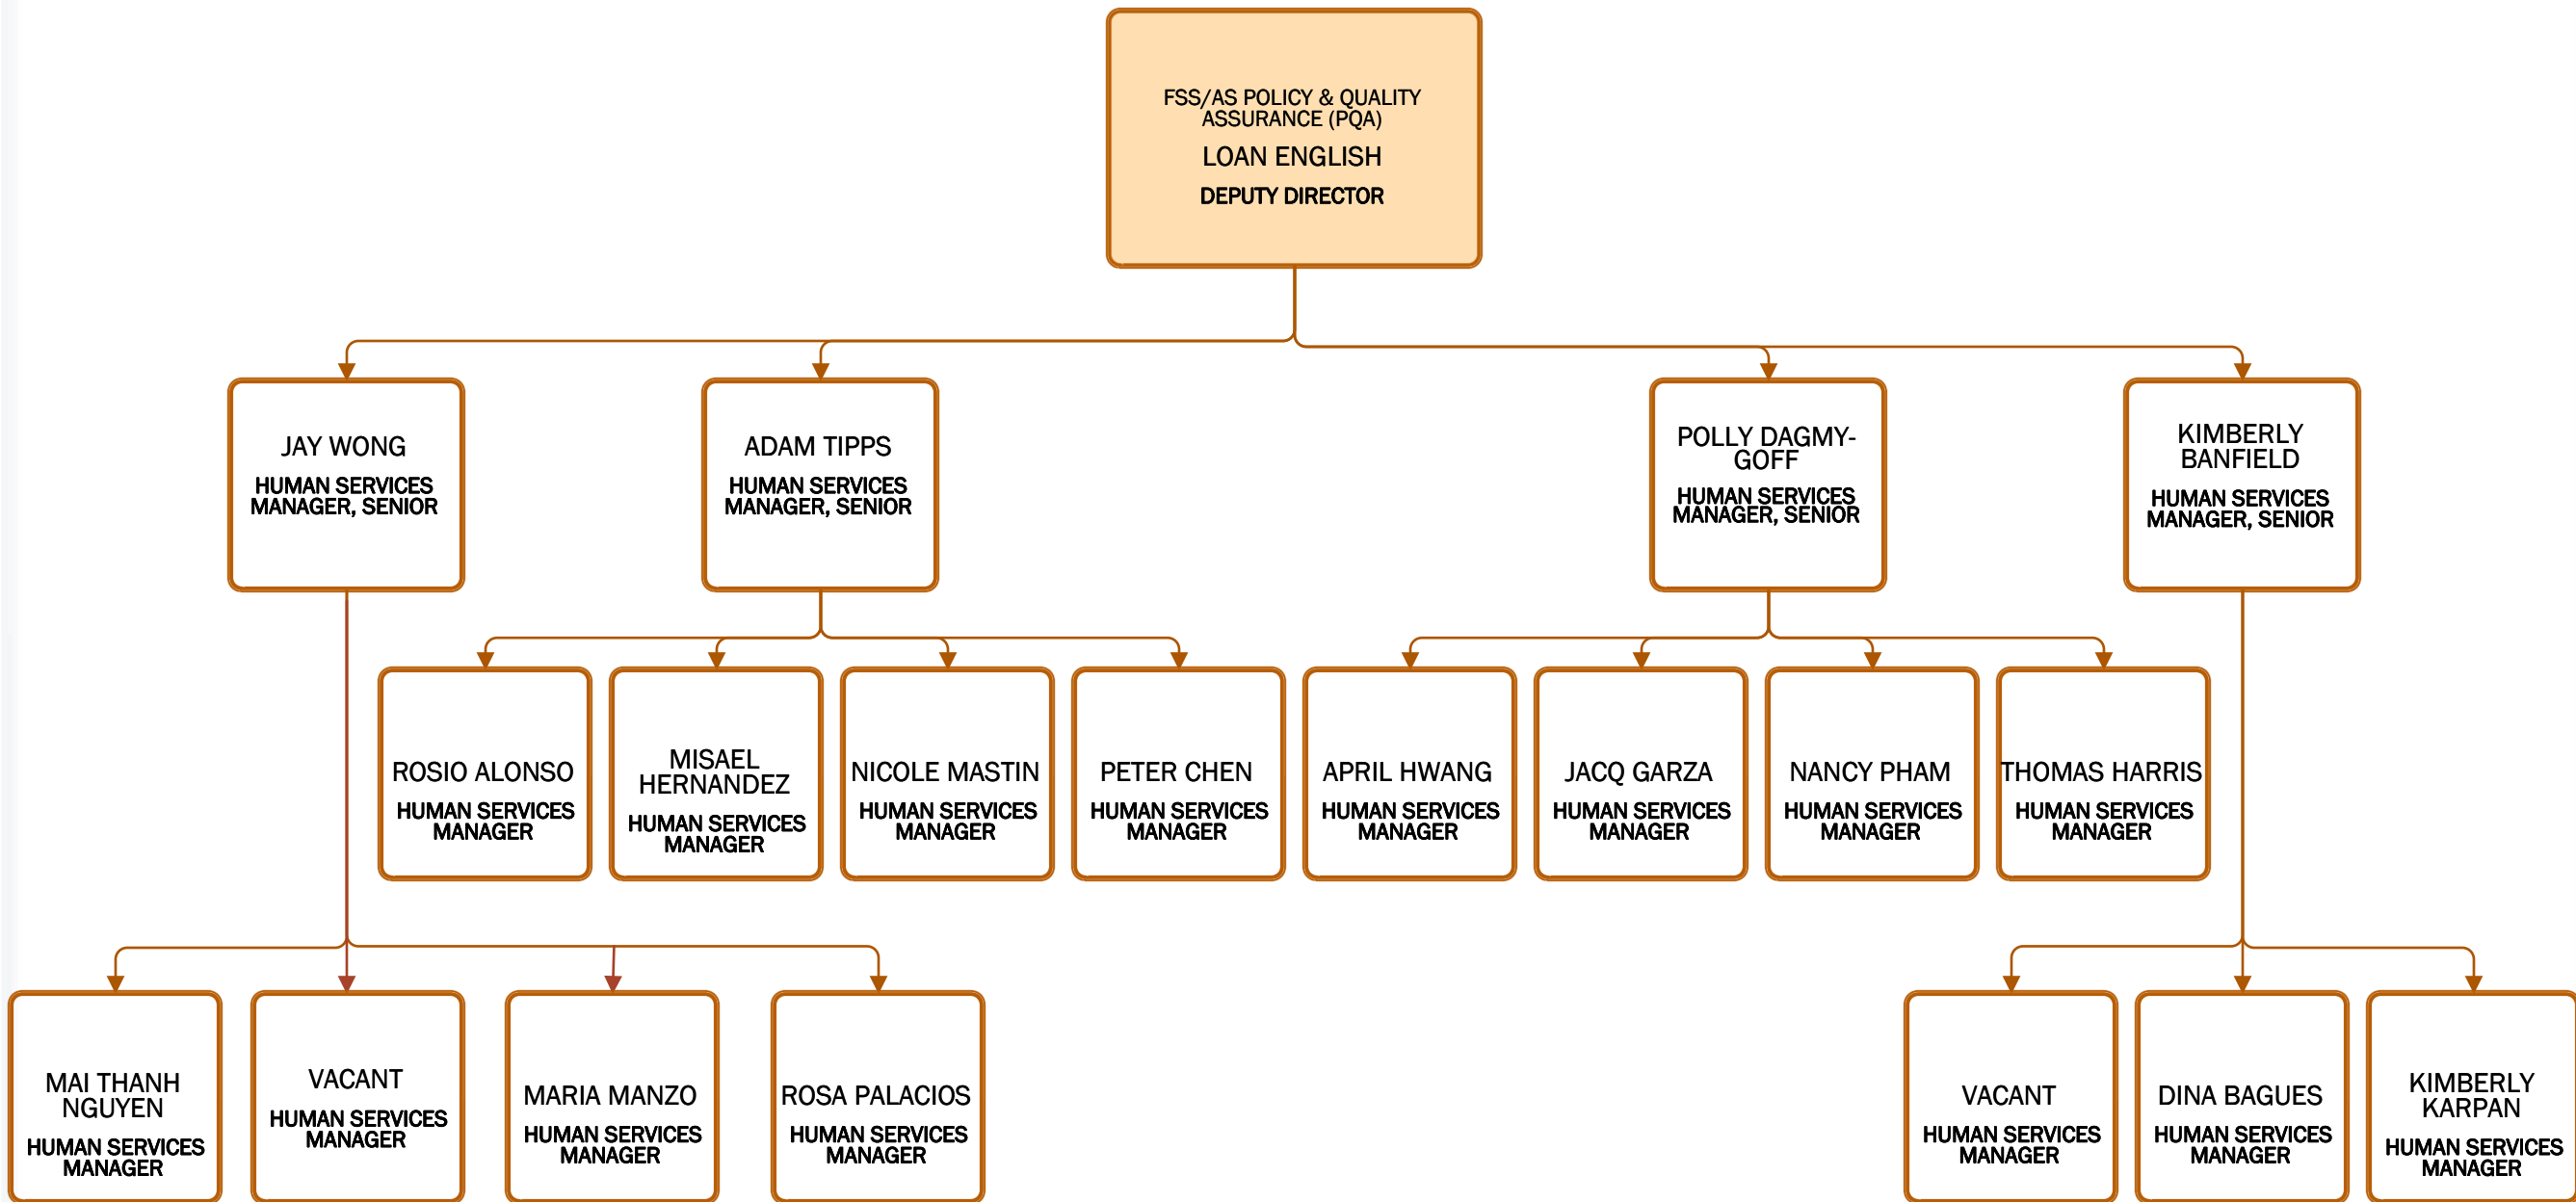 FSS/AS POLICY & QUALITY
ASSURANCE (PQA)
LOAN ENGLISH
DEPUTY DIRECTOR
JAY WONG
HUMAN SERVICES
MANAGER, SENIOR
ADAM TIPPS
HUMAN SERVICES
MANAGER, SENIOR
POLLY DAGMY-
GOFF
HUMAN SERVICES
MANAGER, SENIOR
KIMBERLY
BANFIELD
HUMAN SERVICES
MANAGER, SENIOR
ROSIO ALONSO
HUMAN SERVICES
MANAGER
MISAEL
HERNANDEZ
HUMAN SERVICES
MANAGER
NICOLE MASTIN
HUMAN SERVICES
MANAGER
PETER CHEN
HUMAN SERVICES
MANAGER
APRIL HWANG
HUMAN SERVICES
MANAGER
JACQ GARZA
HUMAN SERVICES
MANAGER
NANCY PHAM
HUMAN SERVICES
MANAGER
THOMAS HARRIS
HUMAN SERVICES
MANAGER
MAI THANH
NGUYEN
HUMAN SERVICES
MANAGER
VACANT
HUMAN SERVICES
MANAGER
MARIA MANZO
HUMAN SERVICES
MANAGER
ROSA PALACIOS
HUMAN SERVICES
MANAGER
VACANT
HUMAN SERVICES
MANAGER
DINA BAGUES
HUMAN SERVICES
MANAGER
KIMBERLY
KARPAN
HUMAN SERVICES
MANAGER